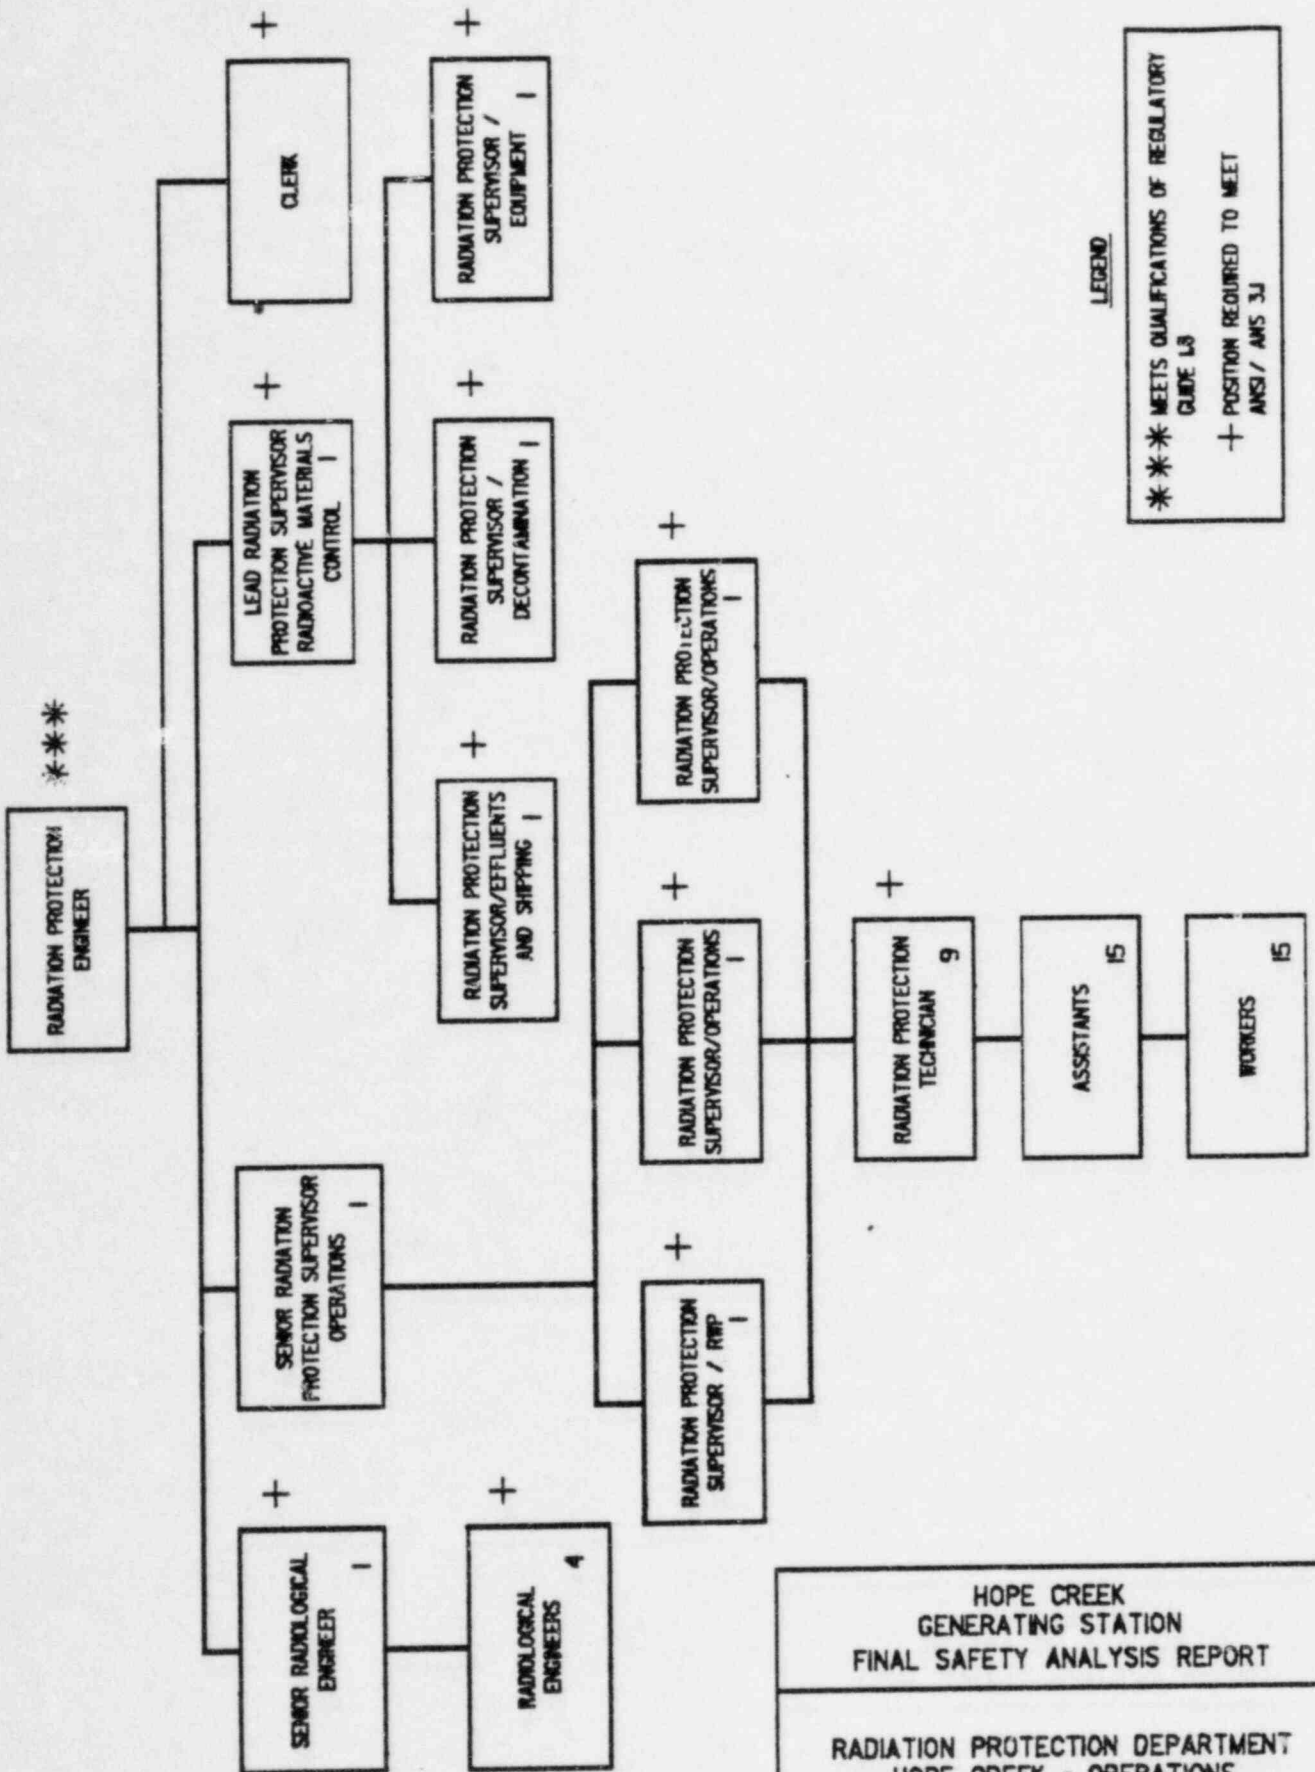 RADIATION PROTECTION
ENGINEER
***
SENIOR RADIOLOGICAL
ENGINEER
1
+
SENIOR RADIATION
PROTECTION SUPERVISOR
OPERATIONS
1
LEAD RADIATION
PROTECTION SUPERVISOR
RADIOACTIVE MATERIALS
CONTROL
1
+
CLERK
+
RADIOLOGICAL
ENGINEERS
4
+
RADIATION PROTECTION
SUPERVISOR/EFFLUENTS
AND SHIPPING
1
+
RADIATION PROTECTION
SUPERVISOR /
DECONTAMINATION
1
+
RADIATION PROTECTION
SUPERVISOR /
EQUIPMENT
1
+
RADIATION PROTECTION
SUPERVISOR / RWP
1
+
RADIATION PROTECTION
SUPERVISOR/OPERATIONS
1
+
RADIATION PROTECTION
SUPERVISOR/OPERATIONS
1
+
RADIATION PROTECTION
TECHNICIAN
9
+
ASSISTANTS
15
WORKERS
15
LEGEND
*** MEETS QUALIFICATIONS OF REGULATORY
GUIDE 1.8
+ POSITION REQUIRED TO MEET
ANSI/ ANS 3.1
HOPE CREEK
GENERATING STATION
FINAL SAFETY ANALYSIS REPORT
RADIATION PROTECTION DEPARTMENT
HOPE CREEK - OPERATIONS